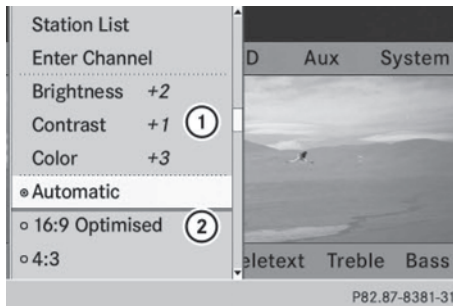 Station List
Enter Channel
Brightness +2
Contrast +1
Color +3
Automatic
16:9 Optimised
4:3
1
2
D Aux System
eletext Treble Bass
P82.87-8381-31